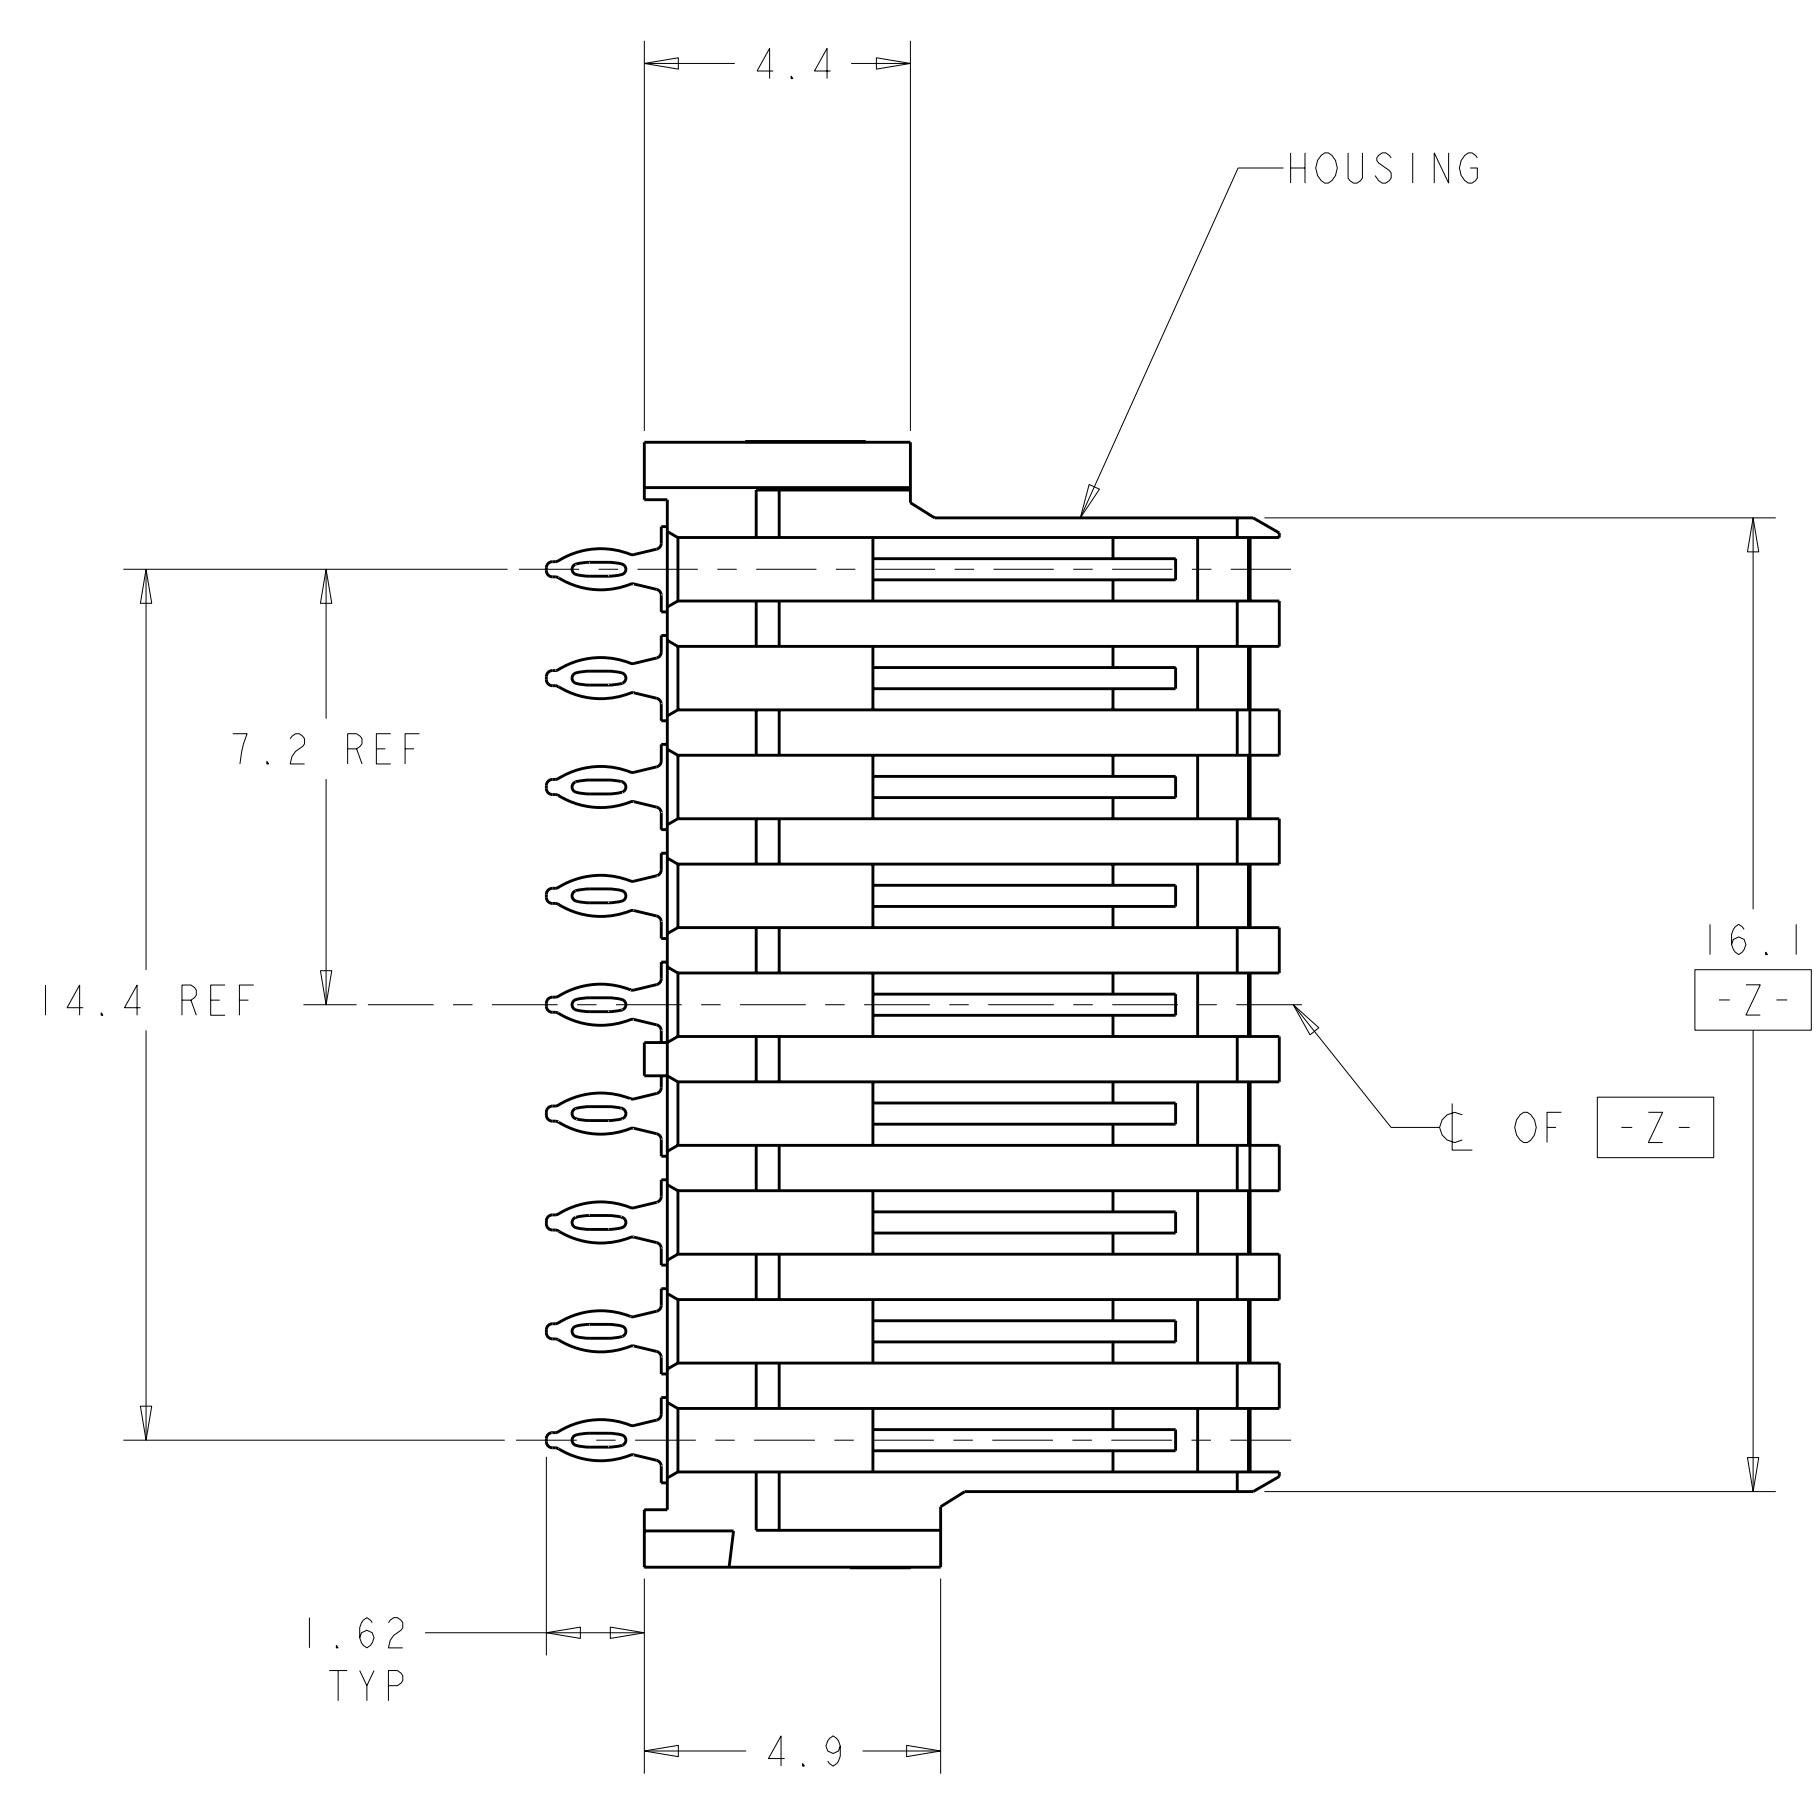 4.4
HOUSING
7.2 REF
16.1
-Z-
14.4 REF
℄ OF -Z-
1.62
TYP
4.9